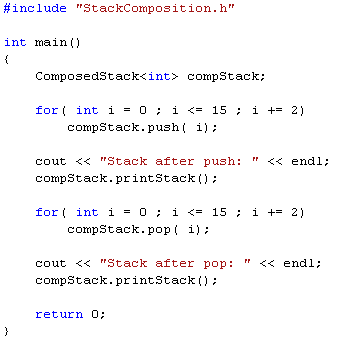 #include "StackComposition.h"
int main()
{
ComposedStack<int> compStack;
for( int i = 0 ; i <= 15 ; i += 2)
compStack.push( i);
cout << "Stack after push: " << endl;
compStack.printStack();
for( int i = 0 ; i <= 15 ; i += 2)
compStack.pop( i);
cout << "Stack after pop: " << endl;
compStack.printStack();
return 0;
}